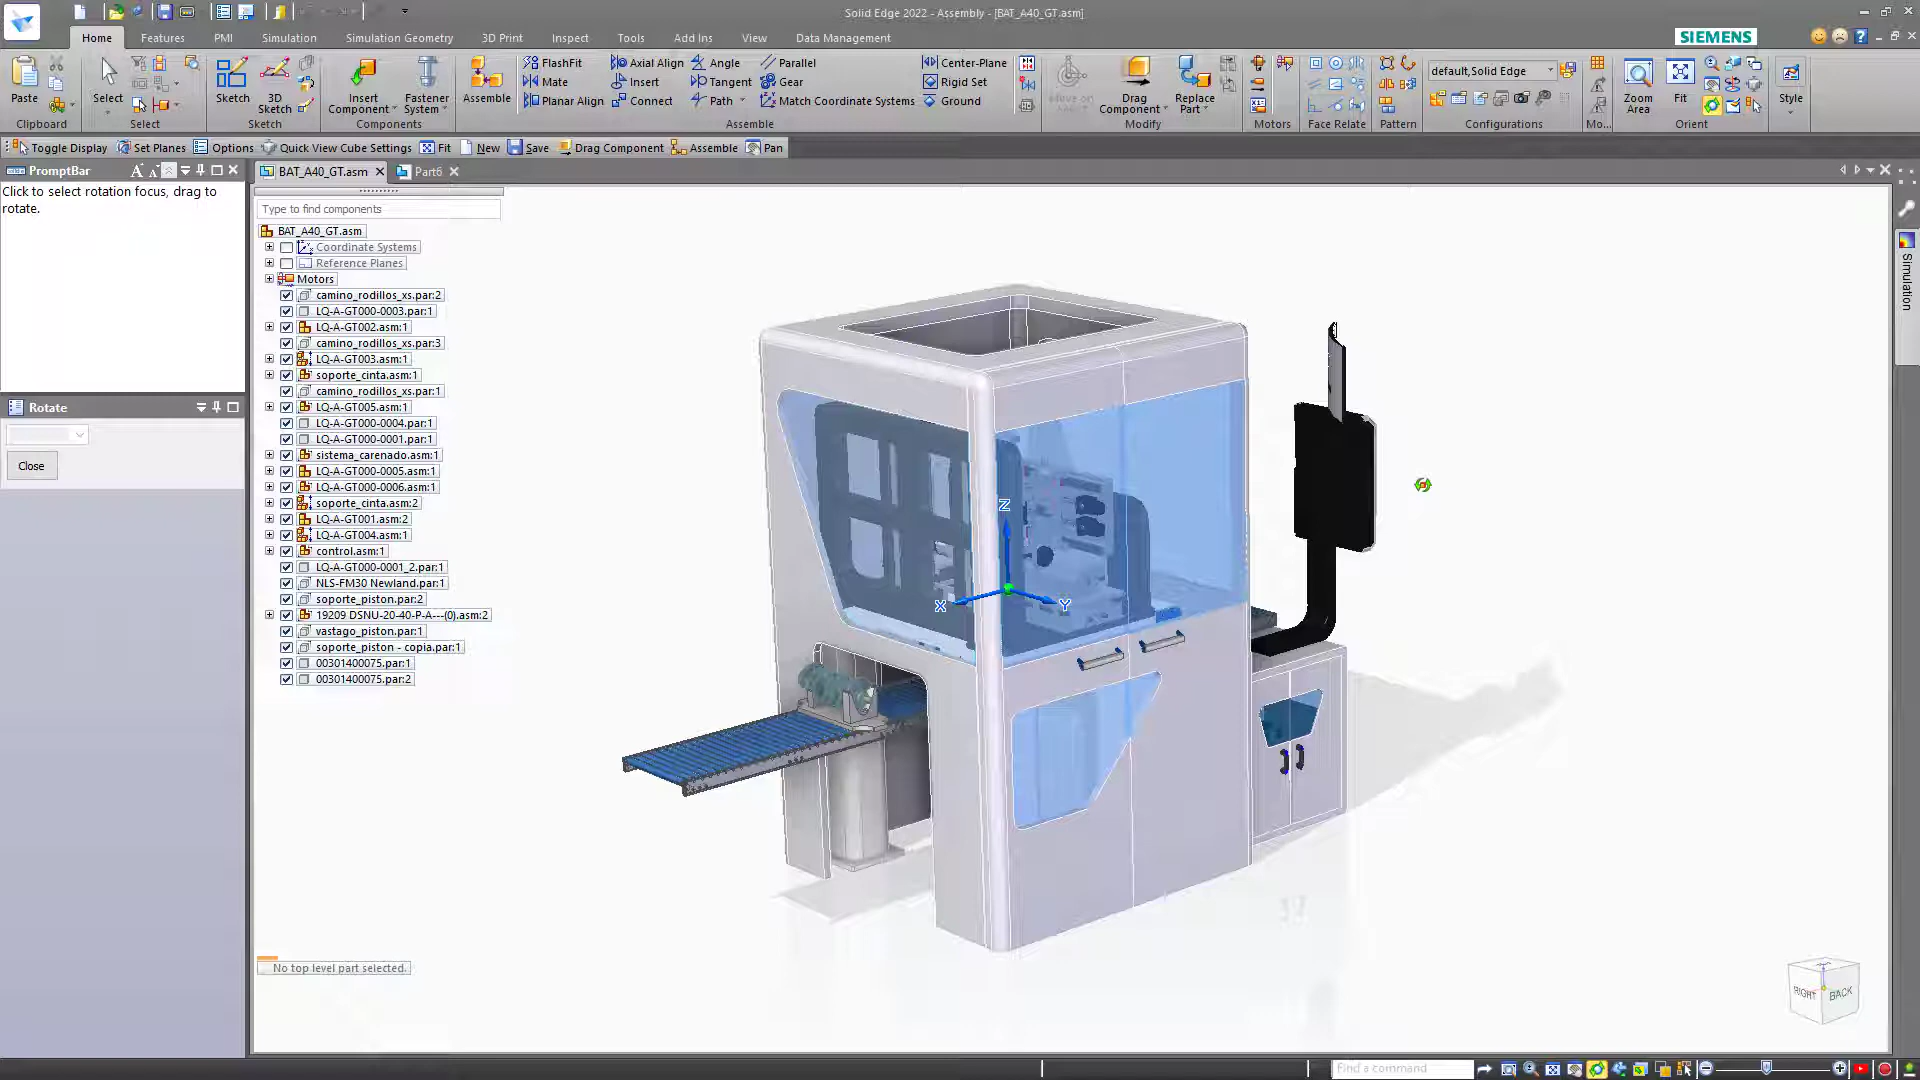 Solid Edge 2022 - Assembly - [BAT_A40_GT.asm]
Home
Features
PMI
Simulation
Simulation Geometry
3D Print
Inspect
Tools
Add Ins
View
Data Management
SIEMENS
Paste
Clipboard
Select
Select
Sketch
3D Sketch
Sketch
Insert Component
Fastener System
Components
Assemble
FlashFit
Mate
Planar Align
Axial Align
Insert
Connect
Angle
Tangent
Path
Parallel
Gear
Match Coordinate Systems
Center-Plane
Rigid Set
Ground
Assemble
Move on
Drag Component
Replace Part
Modify
Motors
Face Relate
Pattern
default,Solid Edge
Configurations
Mo...
Zoom Area
Fit
Orient
Style
Toggle Display
Set Planes
Options
Quick View Cube Settings
Fit
New
Save
Drag Component
Assemble
Pan
PromptBar
Click to select rotation focus, drag to
rotate.
Rotate
Close
BAT_A40_GT.asm
Part6
Type to find components
BAT_A40_GT.asm
Coordinate Systems
Reference Planes
Motors
camino_rodillos_xs.par:2
LQ-A-GT000-0003.par:1
LQ-A-GT002.asm:1
camino_rodillos_xs.par:3
LQ-A-GT003.asm:1
soporte_cinta.asm:1
camino_rodillos_xs.par:1
LQ-A-GT005.asm:1
LQ-A-GT000-0004.par:1
LQ-A-GT000-0001.par:1
sistema_carenado.asm:1
LQ-A-GT000-0005.asm:1
LQ-A-GT000-0006.asm:1
soporte_cinta.asm:2
LQ-A-GT001.asm:2
LQ-A-GT004.asm:1
control.asm:1
LQ-A-GT000-0001_2.par:1
NLS-FM30 Newland.par:1
soporte_piston.par:2
19209 DSNU-20-40-P-A---(0).asm:2
vastago_piston.par:1
soporte_piston - copia.par:1
00301400075.par:1
00301400075.par:2
No top level part selected.
Z
X
Y
RIGHT
BACK
Simulation
Find a command